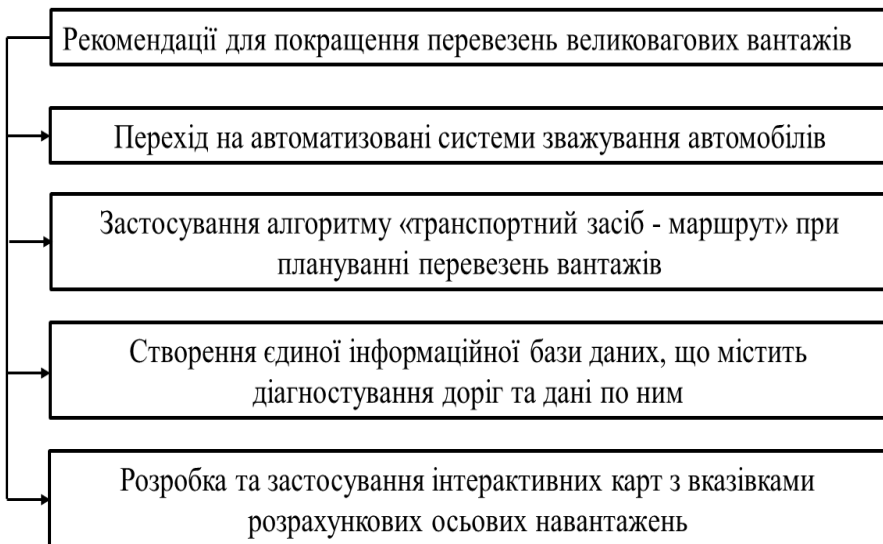 Рекомендації для покращення перевезень великовагових вантажів
Перехід на автоматизовані системи зважування автомобілів
Застосування алгоритму «транспортний засіб - маршрут» при
плануванні перевезень вантажів
Створення єдиної інформаційної бази даних, що містить
діагностування доріг та дані по ним
Розробка та застосування інтерактивних карт з вказівками
розрахункових осьових навантажень